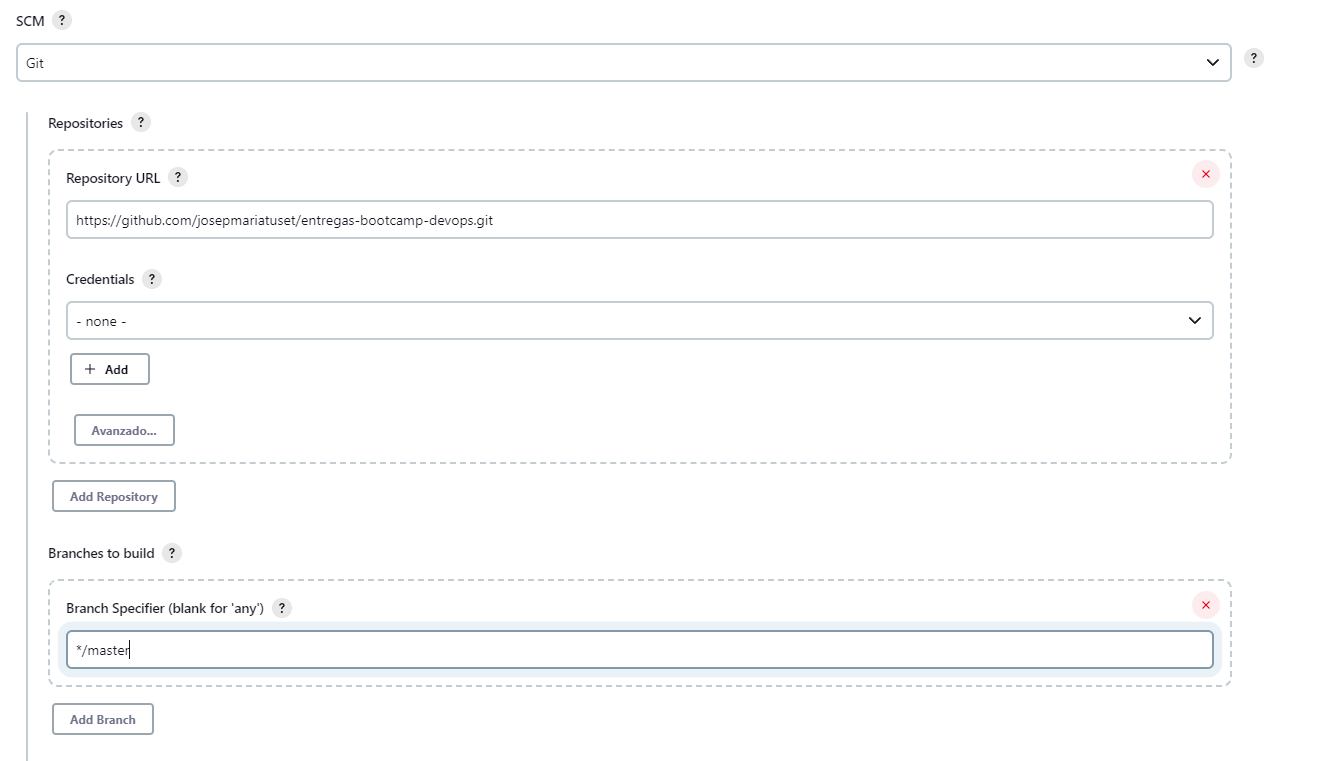 SCM ?
Git
?
Repositories ?
Repository URL ?
https://github.com/josepmariatuset/entregas-bootcamp-devops.git
Credentials ?
- none -
+ Add
Avanzado...
Add Repository
Branches to build ?
Branch Specifier (blank for 'any') ?
*/master
Add Branch